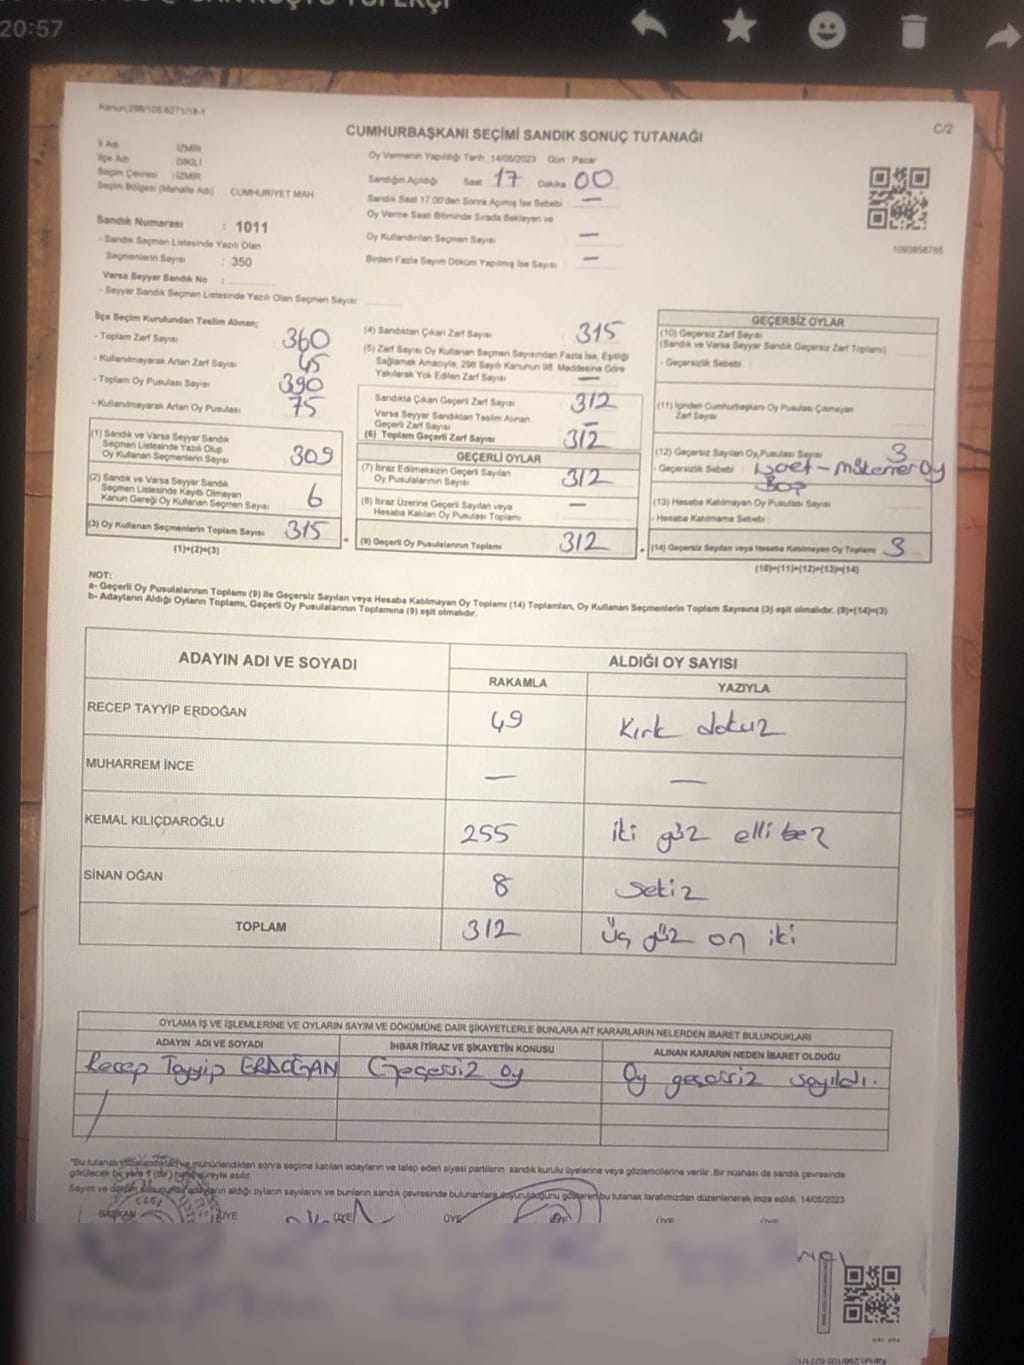 20:57
Kanun;298/105.6271/18-1
C/2
CUMHURBAŞKANI SEÇİMİ SANDIK SONUÇ TUTANAĞI
İl Adı : İZMİR
İlçe Adı : DİKİLİ
Seçim Çevresi : İZMİR
Seçim Bölgesi (Mahalle Adı) : CUMHURİYET MAH
Oy Vermenin Yapıldığı Tarih: 14/05/2023 Gün : Pazar
Sandığın Açıldığı Saat : 17 Dakika : 00
Sandık Saat 17:00'den Sonra Açılmış İse Sebebi : —
Oy Verme Saati Bitiminde Sırada Bekleyen ve
Oy Kullandırılan Seçmen Sayısı : —
Birden Fazla Sayım Döküm Yapılmış İse Sayısı : —
1093858785
Sandık Numarası : 1011
- Sandık Seçmen Listesinde Yazılı Olan
Seçmenlerin Sayısı : 350
Varsa Seyyar Sandık No :
- Seyyar Sandık Seçmen Listesinde Yazılı Olan Seçmen Sayısı:
İlçe Seçim Kurulundan Teslim Alınan;
- Toplam Zarf Sayısı : 360
- Kullanılmayarak Artan Zarf Sayısı : 45
- Toplam Oy Pusulası Sayısı : 390
- Kullanılmayarak Artan Oy Pusulası : 75
(1) Sandık ve Varsa Seyyar Sandık
Seçmen Listesinde Yazılı Olup
Oy Kullanan Seçmenlerin Sayısı : 309
(2) Sandık ve Varsa Seyyar Sandık
Seçmen Listesinde Kayıtlı Olmayan
Kanun Gereği Oy Kullanan Seçmen Sayısı : 6
(3) Oy Kullanan Seçmenlerin Toplam Sayısı : 315
(1)+(2)=(3)
(4) Sandıktan Çıkan Zarf Sayısı : 315
(5) Zarf Sayısı Oy Kullanan Seçmen Sayısından Fazla İse, Eşitliği
Sağlamak Amacıyla, 298 Sayılı Kanunun 98. Maddesine Göre
Yakılarak Yok Edilen Zarf Sayısı : —
Sandıkta Çıkan Geçerli Zarf Sayısı : 312
Varsa Seyyar Sandıktan Teslim Alınan
Geçerli Zarf Sayısı : —
(6) Toplam Geçerli Zarf Sayısı : 312
GEÇERLİ OYLAR
(7) İtiraz Edilmeksizin Geçerli Sayılan
Oy Pusulalarının Sayısı : 312
(8) İtiraz Üzerine Geçerli Sayılan veya
Hesaba Katılan Oy Pusulası Toplamı : —
(9) Geçerli Oy Pusulalarının Toplamı : 312
GEÇERSİZ OYLAR
(10) Geçersiz Zarf Sayısı
(Sandık ve Varsa Seyyar Sandık Geçersiz Zarf Toplamı) :
- Geçersizlik Sebebi :
(11) İçinden Cumhurbaşkanı Oy Pusulası Çıkmayan
Zarf Sayısı :
(12) Geçersiz Sayılan Oy Pusulası Sayısı : 3
- Geçersizlik Sebebi :
(13) Hesaba Katılmayan Oy Pusulası Sayısı :
- Hesaba Katılmama Sebebi :
(14) Geçersiz Sayılan veya Hesaba Katılmayan Oy Toplamı : 3
(10)+(11)+(12)+(13)=(14)
NOT:
a- Geçerli Oy Pusulalarının Toplamı (9) ile Geçersiz Sayılan veya Hesaba Katılmayan Oy Toplamı (14) Toplamları, Oy Kullanan Seçmenlerin Toplam Sayısına (3) eşit olmalıdır. (9)+(14)=(3)
b- Adayların Aldığı Oyların Toplamı, Geçerli Oy Pusulalarının Toplamına (9) eşit olmalıdır.
ADAYIN ADI VE SOYADI
ALDIĞI OY SAYISI
RAKAMLA YAZIYLA
RECEP TAYYİP ERDOĞAN 49 Kırk dokuz
MUHARREM İNCE — —
KEMAL KILIÇDAROĞLU 255 iki yüz elli beş
SİNAN OĞAN 8 Sekiz
TOPLAM 312 Üç yüz on iki
OYLAMA İŞ VE İŞLEMLERİNE VE OYLARIN SAYIM VE DÖKÜMÜNE DAİR ŞİKAYETLERLE BUNLARA AİT KARARLARIN NELERDEN İBARET BULUNDUKLARI
ADAYIN ADI VE SOYADI İHBAR İTİRAZ VE ŞİKAYETİN KONUSU ALINAN KARARIN NEDEN İBARET OLDUĞU
Recep Tayyip ERDOĞAN Geçersiz oy Oy geçersiz sayıldı.
*Bu tutanak imzalandıktan ve mühürlendikten sonra seçime katılan adayların ve talep eden siyasi partilerin sandık kurulu üyelerine veya gözlemcilerine verilir. Bir nüshası da sandık çevresinde
görülecek bir yere 1 (bir) hafta süreyle asılır.
Sayım ve döküm sonucunda adayların aldığı oyların sayılarını ve bunların sandık çevresinde bulunanlara duyurulduğunu gösteren bu tutanak tarafımızdan düzenlenerek imza edildi. 14/05/2023
BAŞKAN ÜYE ÜYE ÜYE ÜYE ÜYE ÜYE